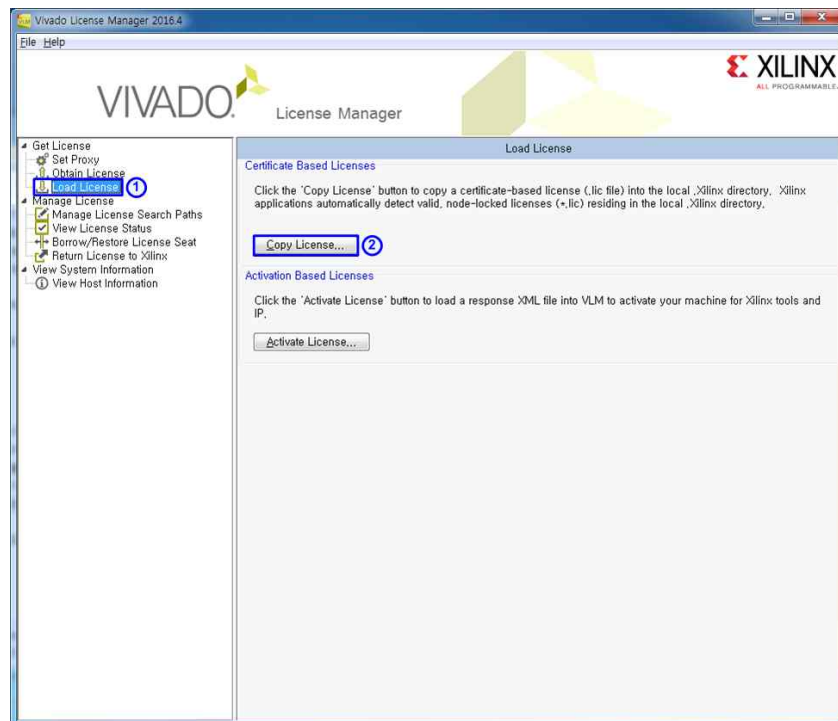 Vivado License Manager 2016.4
File Help
VIVADO. License Manager
XILINX
ALL PROGRAMMABLE.
Get License
Set Proxy
Obtain License
Load License 1
Manage License
Manage License Search Paths
View License Status
Borrow/Restore License Seat
Return License to Xilinx
View System Information
View Host Information
Load License
Certificate Based Licenses
Click the 'Copy License' button to copy a certificate-based license (.lic file) into the local .Xilinx directory. Xilinx
applications automatically detect valid, node-locked licenses (*.lic) residing in the local .Xilinx directory.
Copy License... 2
Activation Based Licenses
Click the 'Activate License' button to load a response XML file into VLM to activate your machine for Xilinx tools and
IP.
Activate License...